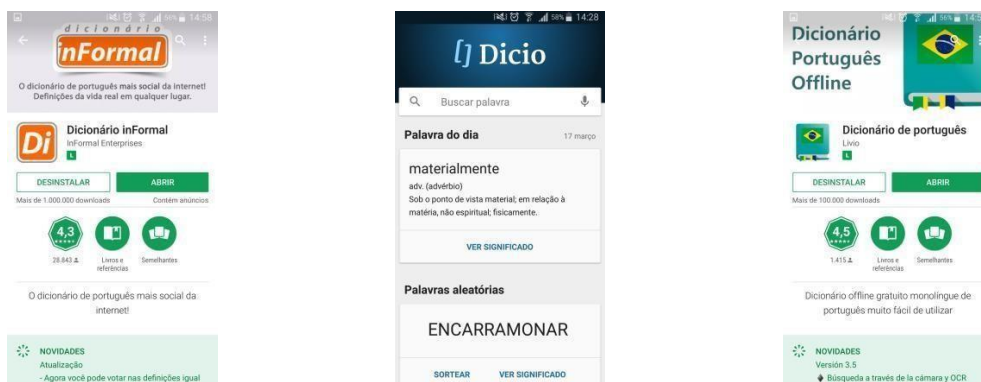 58% 14:58
dicionário
inFormal
O dicionário de português mais social da internet!
Definições da vida real em qualquer lugar.
Di
Dicionário inFormal
InFormal Enterprises
L
DESINSTALAR
ABRIR
Mais de 1.000.000 downloads
Contém anúncios
4,3
28.843
Livros e
referências
Semelhantes
O dicionário de português mais social da
internet!
NOVIDADES
Atualização
- Agora você pode votar nas definições igual
58% 14:28
Dicio
Buscar palavra
Palavra do dia
17 março
materialmente
adv. (advérbio)
Sob o ponto de vista material; em relação à
matéria, não espiritual; fisicamente.
VER SIGNIFICADO
Palavras aleatórias
ENCARRAMONAR
SORTEAR
VER SIGNIFICADO
Dicionário
Português
Offline
Dicionário de português
Livio
L
DESINSTALAR
ABRIR
Mais de 100.000 downloads
4,5
1.415
Livros e
referências
Semelhantes
Dicionário offline gratuito monolíngue de
português muito fácil de utilizar
NOVIDADES
Versión 3.5
Búsqueda a través de la cámara y OCR